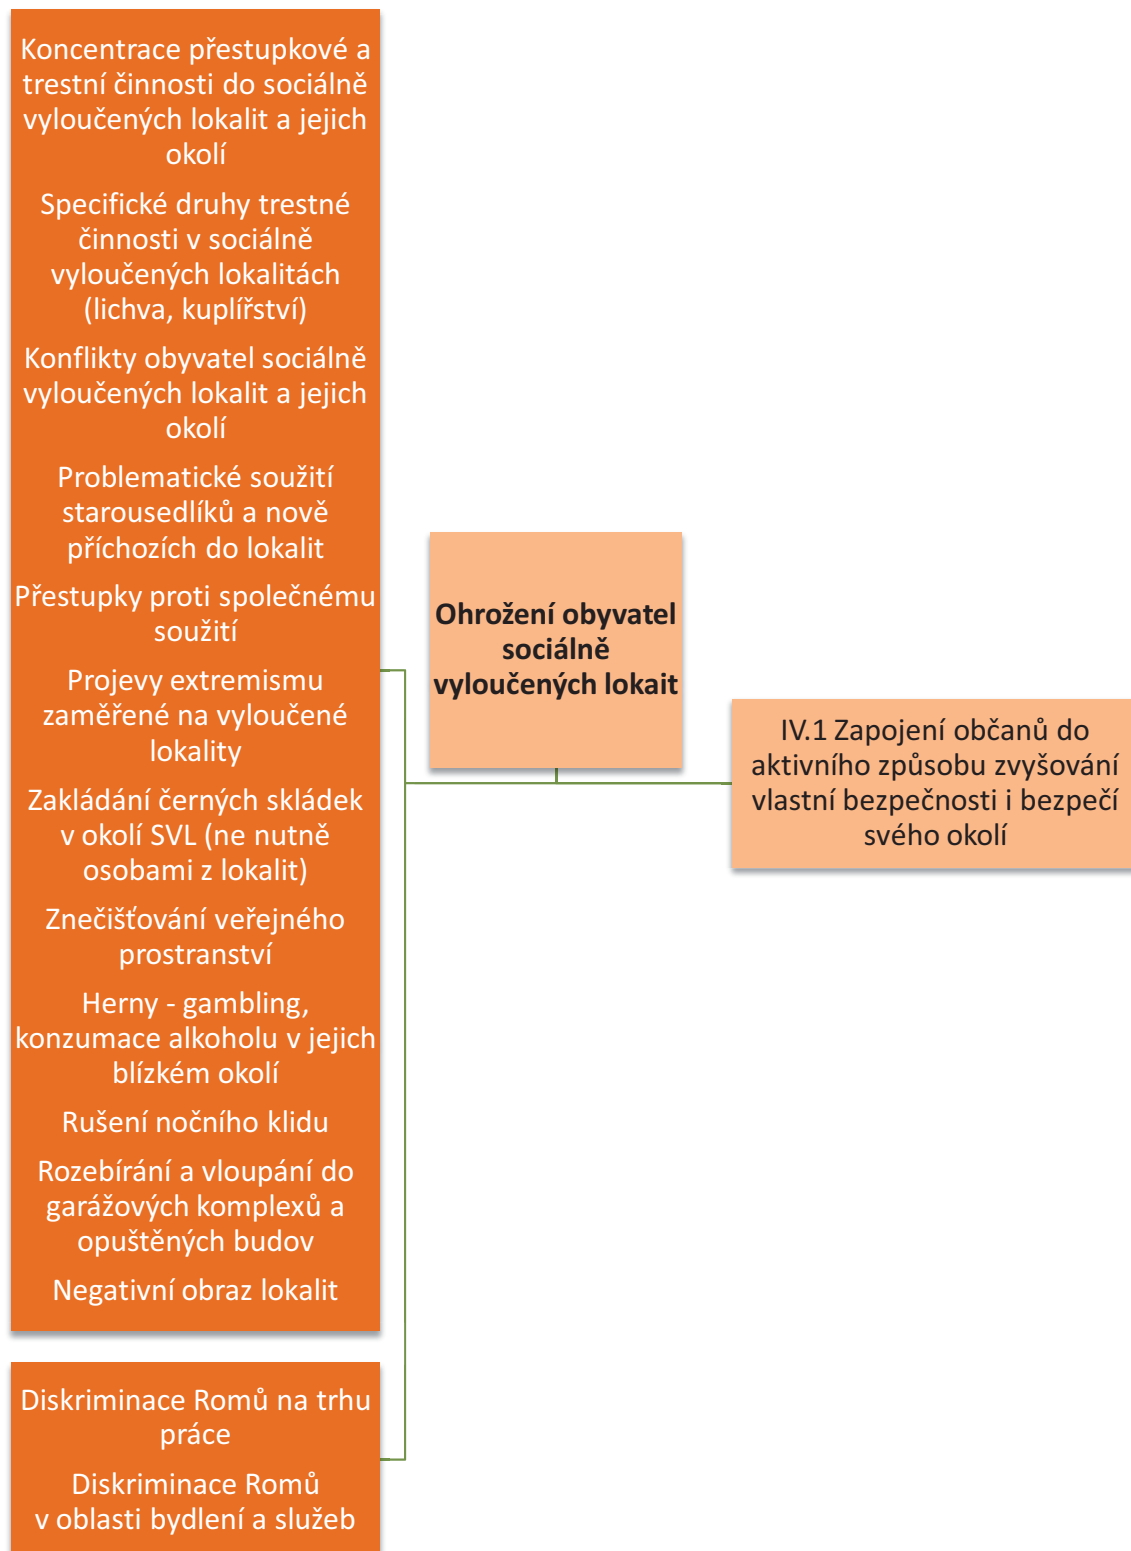 Koncentrace přestupkové a
trestní činnosti do sociálně
vyloučených lokalit a jejich
okolí
Specifické druhy trestné
činnosti v sociálně
vyloučených lokalitách
(lichva, kuplířství)
Konflikty obyvatel sociálně
vyloučených lokalit a jejich
okolí
Problematické soužití
starousedlíků a nově
příchozích do lokalit
Přestupky proti společnému
soužití
Projevy extremismu
zaměřené na vyloučené
lokality
Zakládání černých skládek
v okolí SVL (ne nutně
osobami z lokalit)
Znečišťování veřejného
prostranství
Herny - gambling,
konzumace alkoholu v jejich
blízkém okolí
Rušení nočního klidu
Rozebírání a vloupání do
garážových komplexů a
opuštěných budov
Negativní obraz lokalit
Diskriminace Romů na trhu
práce
Diskriminace Romů
v oblasti bydlení a služeb
Ohrožení obyvatel
sociálně
vyloučených lokait
IV.1 Zapojení občanů do
aktivního způsobu zvyšování
vlastní bezpečnosti i bezpečí
svého okolí